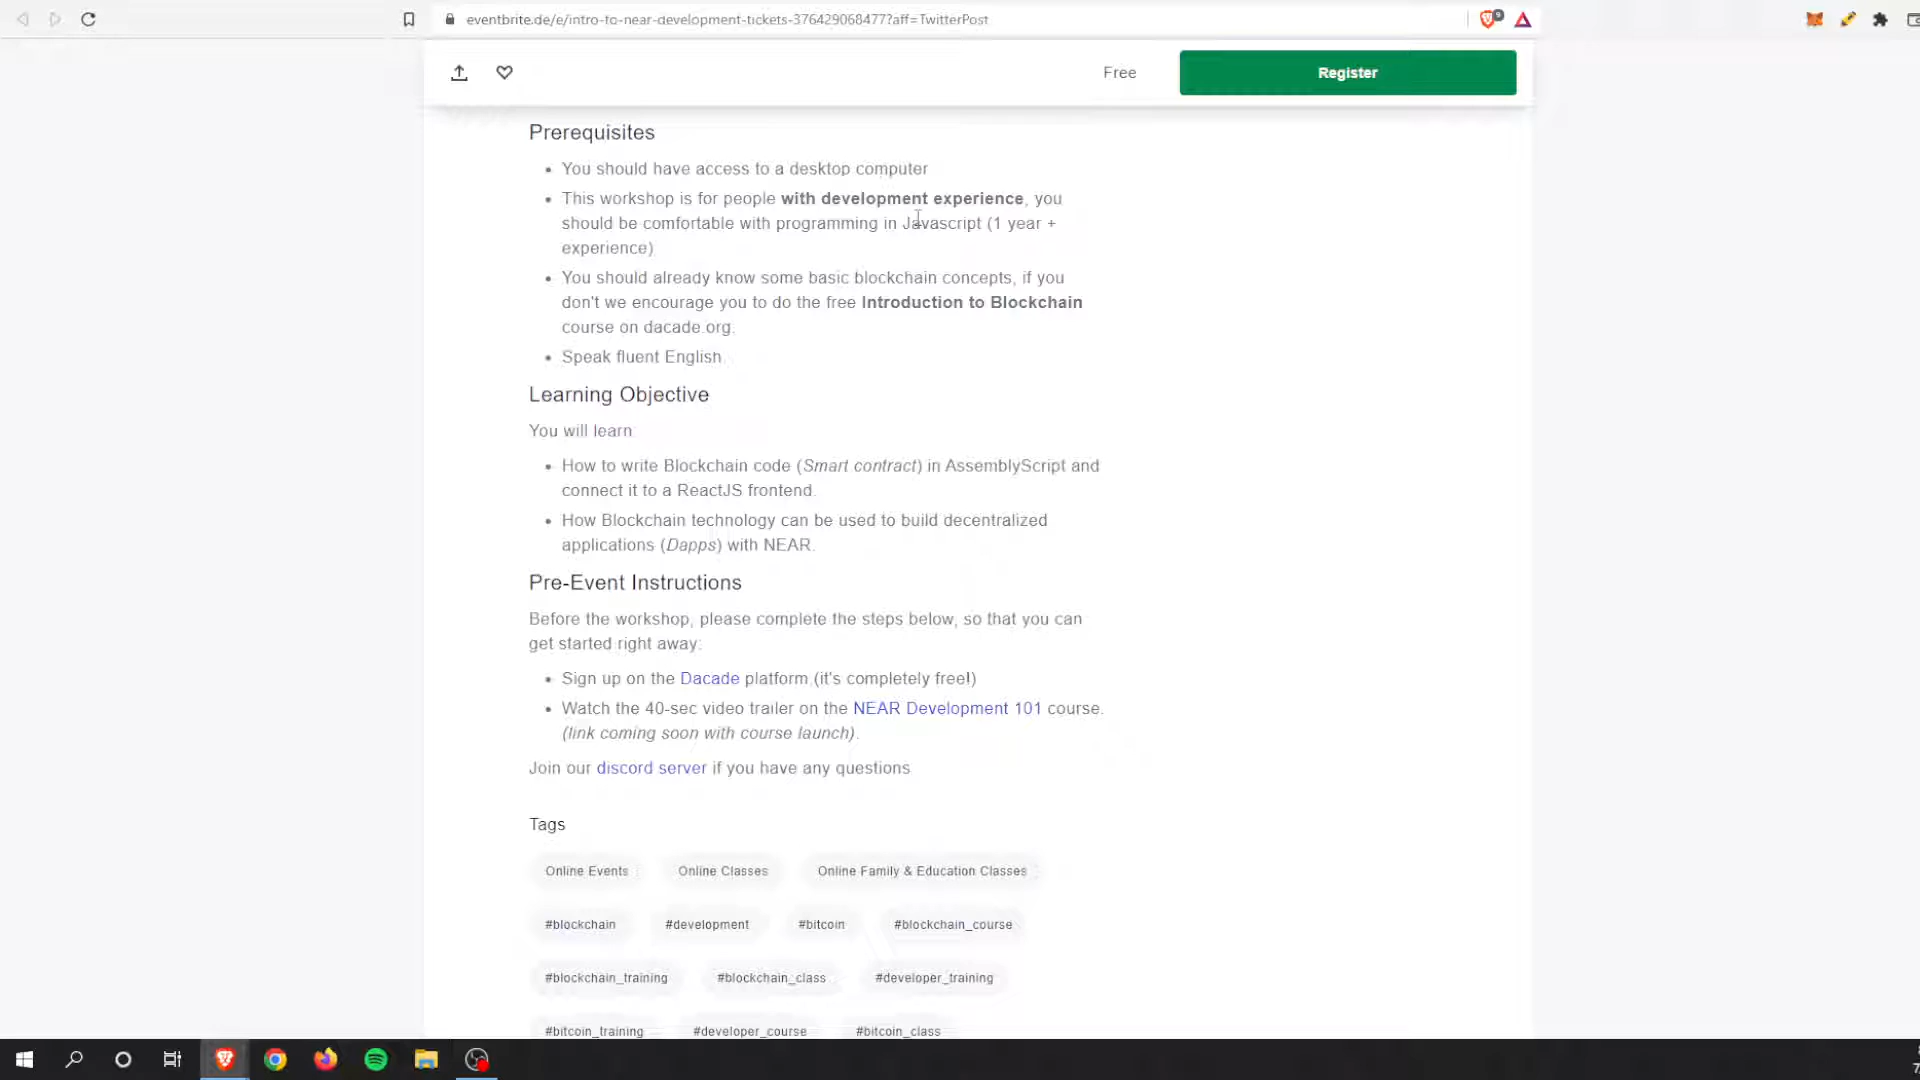 eventbrite.de/e/intro-to-near-development-tickets-376429068477?aff=TwitterPost
Free
Register
Prerequisites
You should have access to a desktop computer
This workshop is for people with development experience, you
should be comfortable with programming in Javascript (1 year +
experience)
You should already know some basic blockchain concepts, if you
don't we encourage you to do the free Introduction to Blockchain
course on dacade.org.
Speak fluent English.
Learning Objective
You will learn
How to write Blockchain code (Smart contract) in AssemblyScript and
connect it to a ReactJS frontend.
How Blockchain technology can be used to build decentralized
applications (Dapps) with NEAR.
Pre-Event Instructions
Before the workshop, please complete the steps below, so that you can
get started right away:
Sign up on the Dacade platform (it's completely free!)
Watch the 40-sec video trailer on the NEAR Development 101 course.
(link coming soon with course launch).
Join our discord server if you have any questions
Tags
Online Events
Online Classes
Online Family & Education Classes
#blockchain
#development
#bitcoin
#blockchain_course
#blockchain_training
#blockchain_class
#developer_training
#bitcoin_training
#developer_course
#bitcoin_class